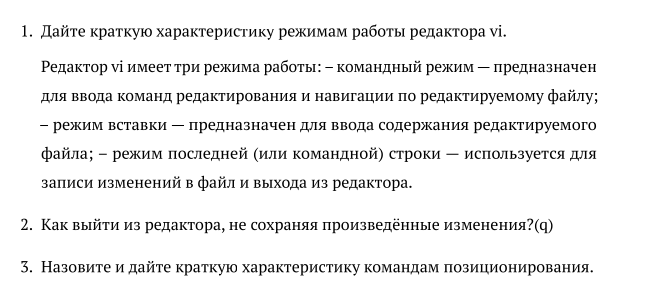 1. Дайте краткую характеристику режимам работы редактора vi.
Редактор vi имеет три режима работы: – командный режим — предназначен
для ввода команд редактирования и навигации по редактируемому файлу;
– режим вставки — предназначен для ввода содержания редактируемого
файла; – режим последней (или командной) строки — используется для
записи изменений в файл и выхода из редактора.
2. Как выйти из редактора, не сохраняя произведённые изменения?(q)
3. Назовите и дайте краткую характеристику командам позиционирования.